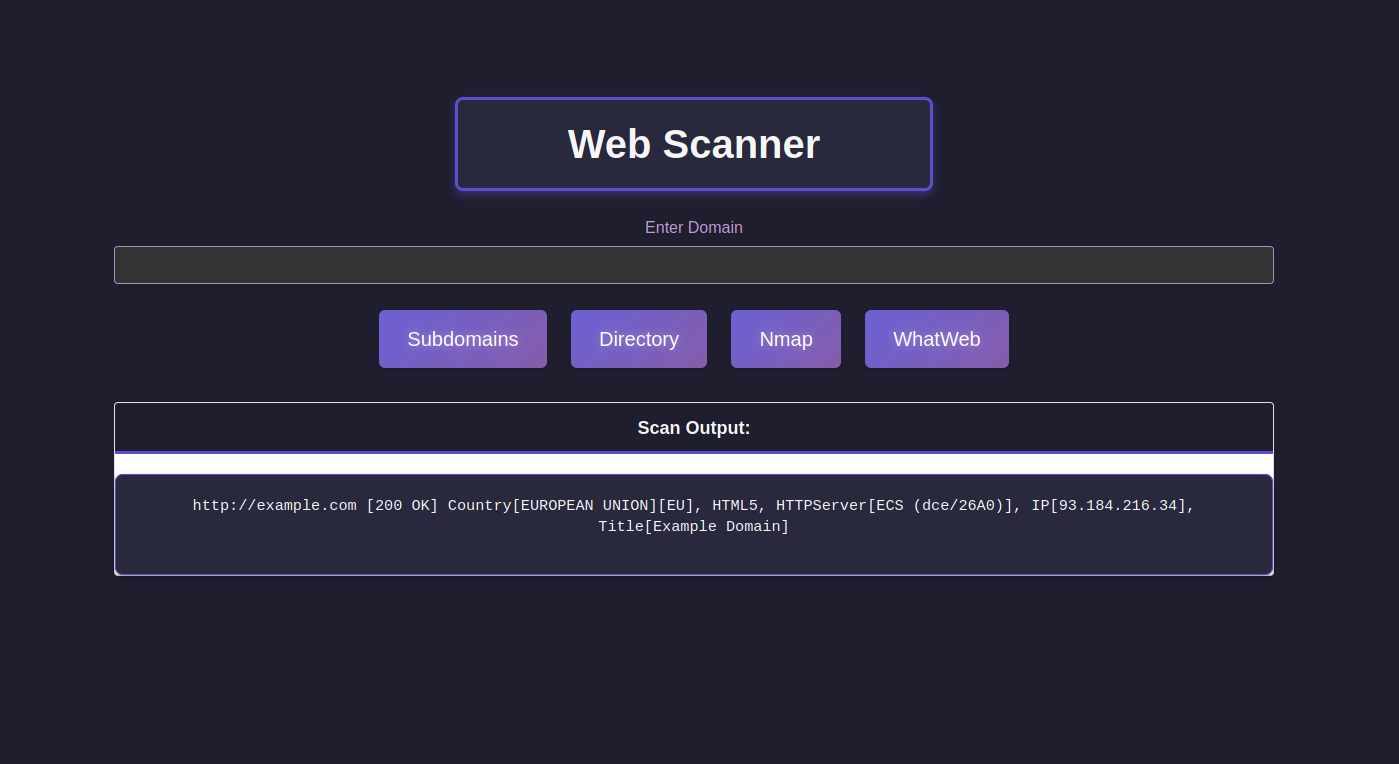 Web Scanner
Enter Domain
Subdomains
Directory
Nmap
WhatWeb
Scan Output:
http://example.com [200 OK] Country[EUROPEAN UNION][EU], HTML5, HTTPServer[ECS (dce/26A0)], IP[93.184.216.34],
Title[Example Domain]